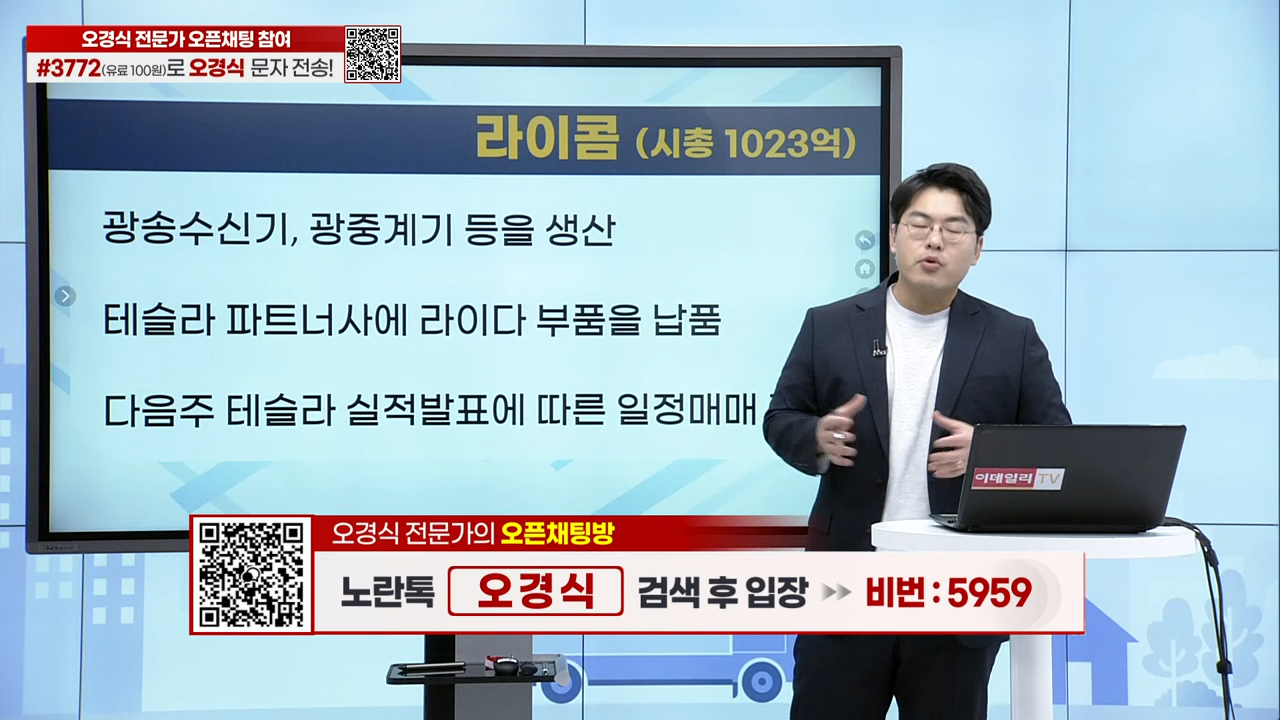 오경식 전문가 오픈채팅 참여
#3772(유료 100원)로 오경식 문자 전송!
라이콤 (시총 1023억)
광송수신기, 광중계기 등을 생산
테슬라 파트너사에 라이다 부품을 납품
다음주 테슬라 실적발표에 따른 일정매매
이데일리TV
오경식 전문가의 오픈채팅방
노란톡 오경식 검색 후 입장 비번 : 5959